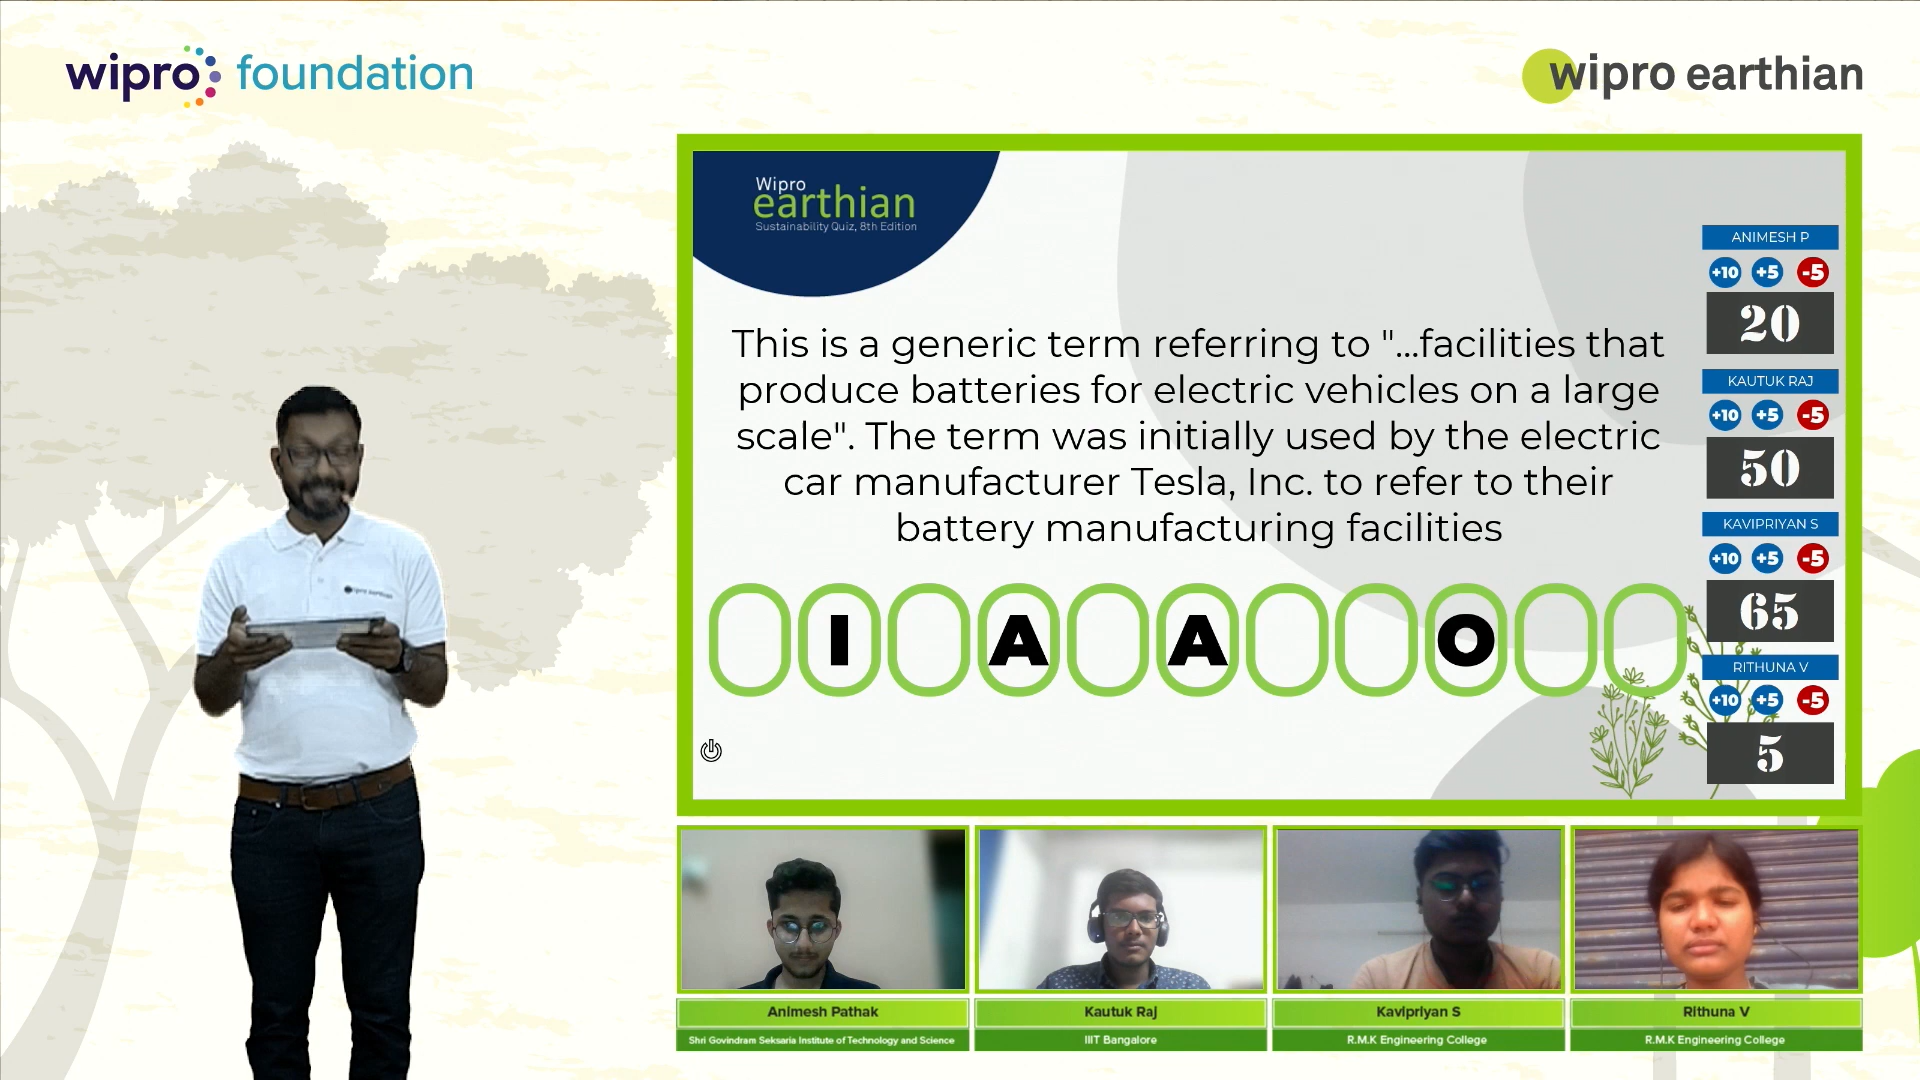 wipro foundation
wipro earthian
Wipro
earthian
Sustainability Quiz, 8th Edition
This is a generic term referring to "...facilities that
produce batteries for electric vehicles on a large
scale". The term was initially used by the electric
car manufacturer Tesla, Inc. to refer to their
battery manufacturing facilities
I A A O
ANIMESH P
+10 +5 -5
20
KAUTUK RAJ
+10 +5 -5
50
KAVIPRIYAN S
+10 +5 -5
65
RITHUNA V
+10 +5 -5
5
wipro earthian
Animesh Pathak
Shri Govindram Seksaria Institute of Technology and Science
Kautuk Raj
IIIT Bangalore
Kavipriyan S
R.M.K Engineering College
Rithuna V
R.M.K Engineering College